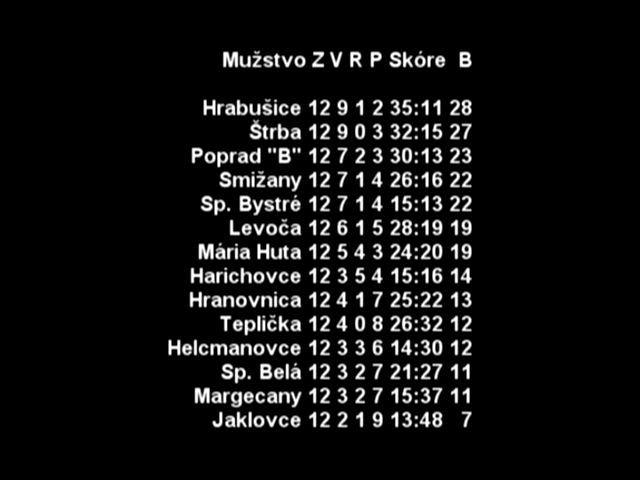 Mužstvo Z V R P Skóre B
Hrabušice 12 9 1 2 35:11 28
Štrba 12 9 0 3 32:15 27
Poprad "B" 12 7 2 3 30:13 23
Smižany 12 7 1 4 26:16 22
Sp. Bystré 12 7 1 4 15:13 22
Levoča 12 6 1 5 28:19 19
Mária Huta 12 5 4 3 24:20 19
Harichovce 12 3 5 4 15:16 14
Hranovnica 12 4 1 7 25:22 13
Teplička 12 4 0 8 26:32 12
Helcmanovce 12 3 3 6 14:30 12
Sp. Belá 12 3 2 7 21:27 11
Margecany 12 3 2 7 15:37 11
Jaklovce 12 2 1 9 13:48 7